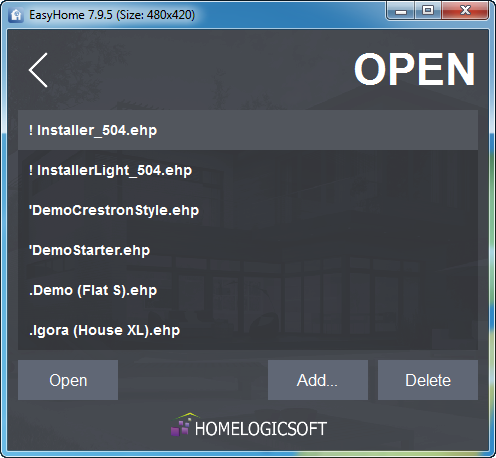 EasyHome 7.9.5 (Size: 480x420)
OPEN
! Installer_504.ehp
! InstallerLight_504.ehp
'DemoCrestronStyle.ehp
'DemoStarter.ehp
.Demo (Flat S).ehp
.Igora (House XL).ehp
Open Add... Delete
HOMELOGICSOFT